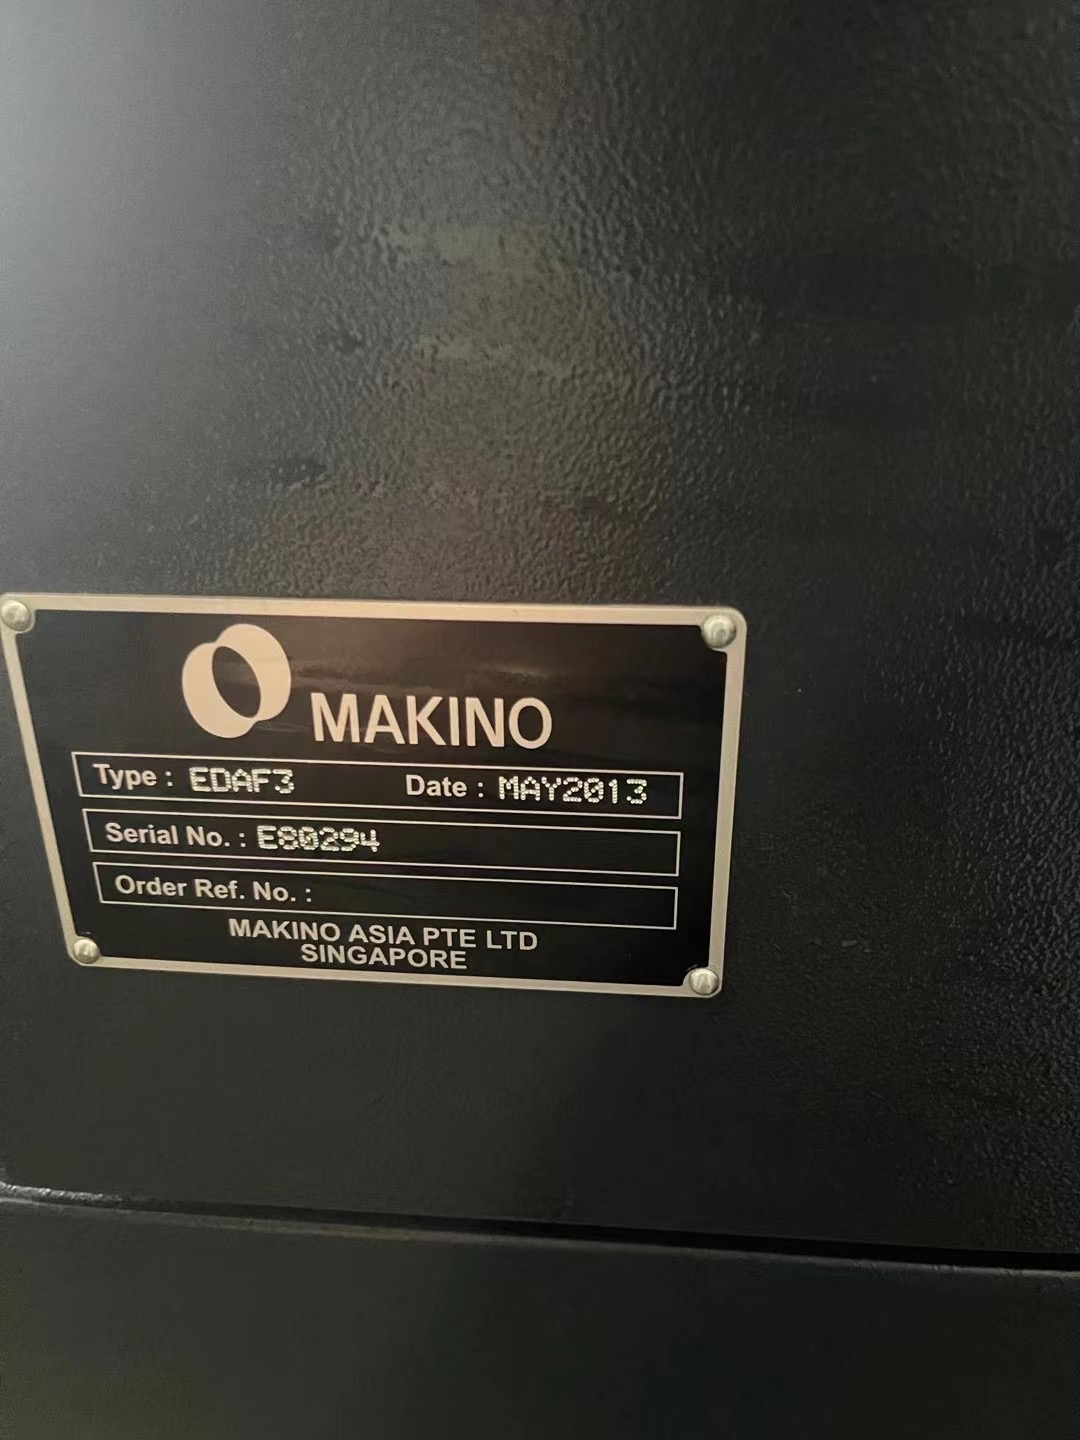 MAKINO
Type : EDAF3 Date : MAY2013
Serial No. : E80294
Order Ref. No. :
MAKINO ASIA PTE LTD
SINGAPORE